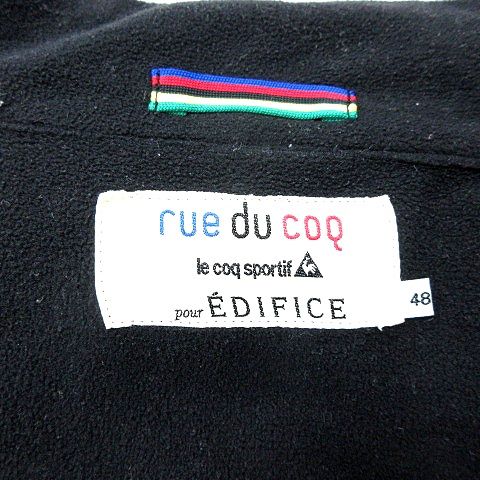 rue du coq
le coq sportif
pour ÉDIFICE
48